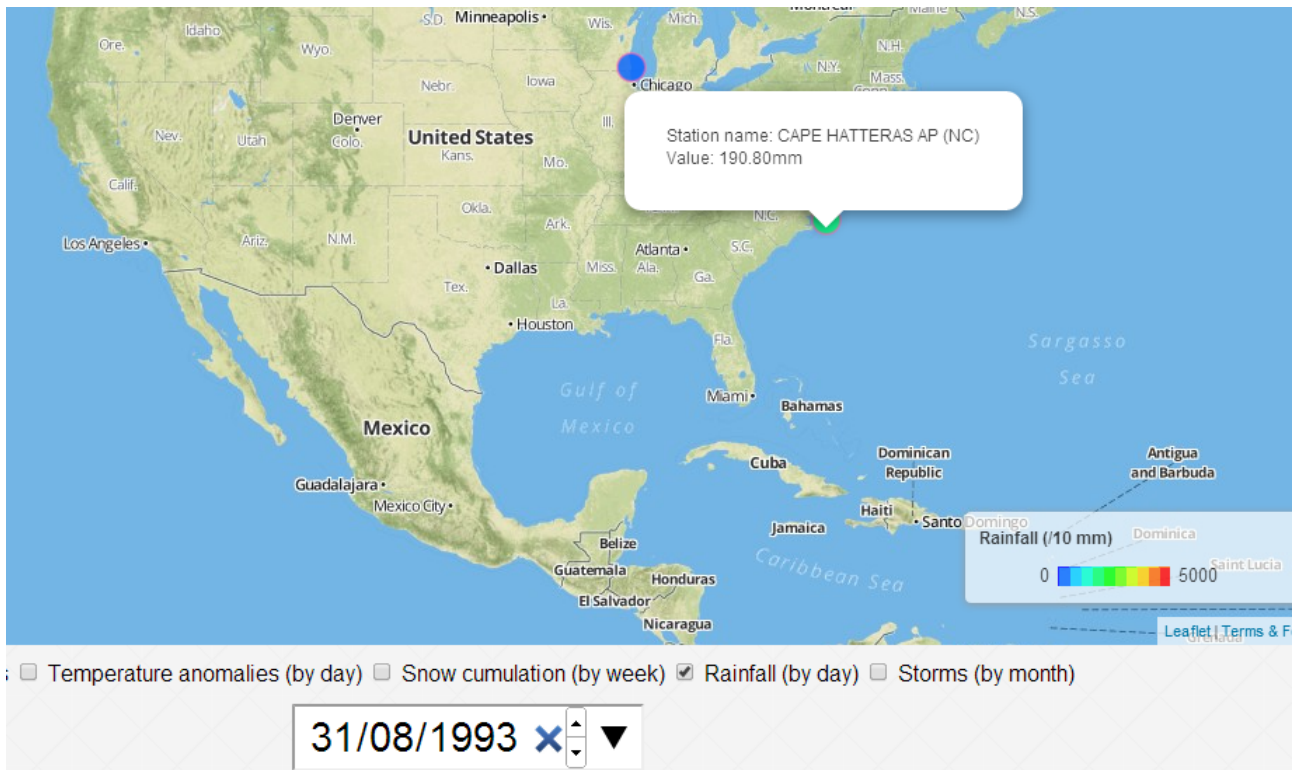 Montreal
Maine
N.S.
S.D.
Minneapolis
Wis.
Mich.
Idaho
Ore.
Wyo.
N.H.
N.Y.
Mass.
Conn.
Nebr.
Iowa
Chicago
Denver
Nev.
Utah
Colo.
United States
Kans.
Ill.
Mo.
Station name: CAPE HATTERAS AP (NC)
Value: 190.80mm
Calif.
Okla.
Ark.
N.C.
Los Angeles
Ariz.
N.M.
Atlanta
S.C.
Dallas
Miss.
Ala.
Ga.
Tex.
La.
Houston
Fla.
Sargasso
Sea
Gulf of
Mexico
Miami
Bahamas
Mexico
Cuba
Dominican
Republic
Antigua
and Barbuda
Guadalajara
Mexico City
Haiti
Santo Domingo
Jamaica
Belize
Caribbean Sea
Guatemala
Honduras
El Salvador
Nicaragua
Rainfall (/10 mm)
Dominica
Saint Lucia
0 5000
Grenada
Leaflet | Terms & F
Temperature anomalies (by day) Snow cumulation (by week) Rainfall (by day) Storms (by month)
31/08/1993